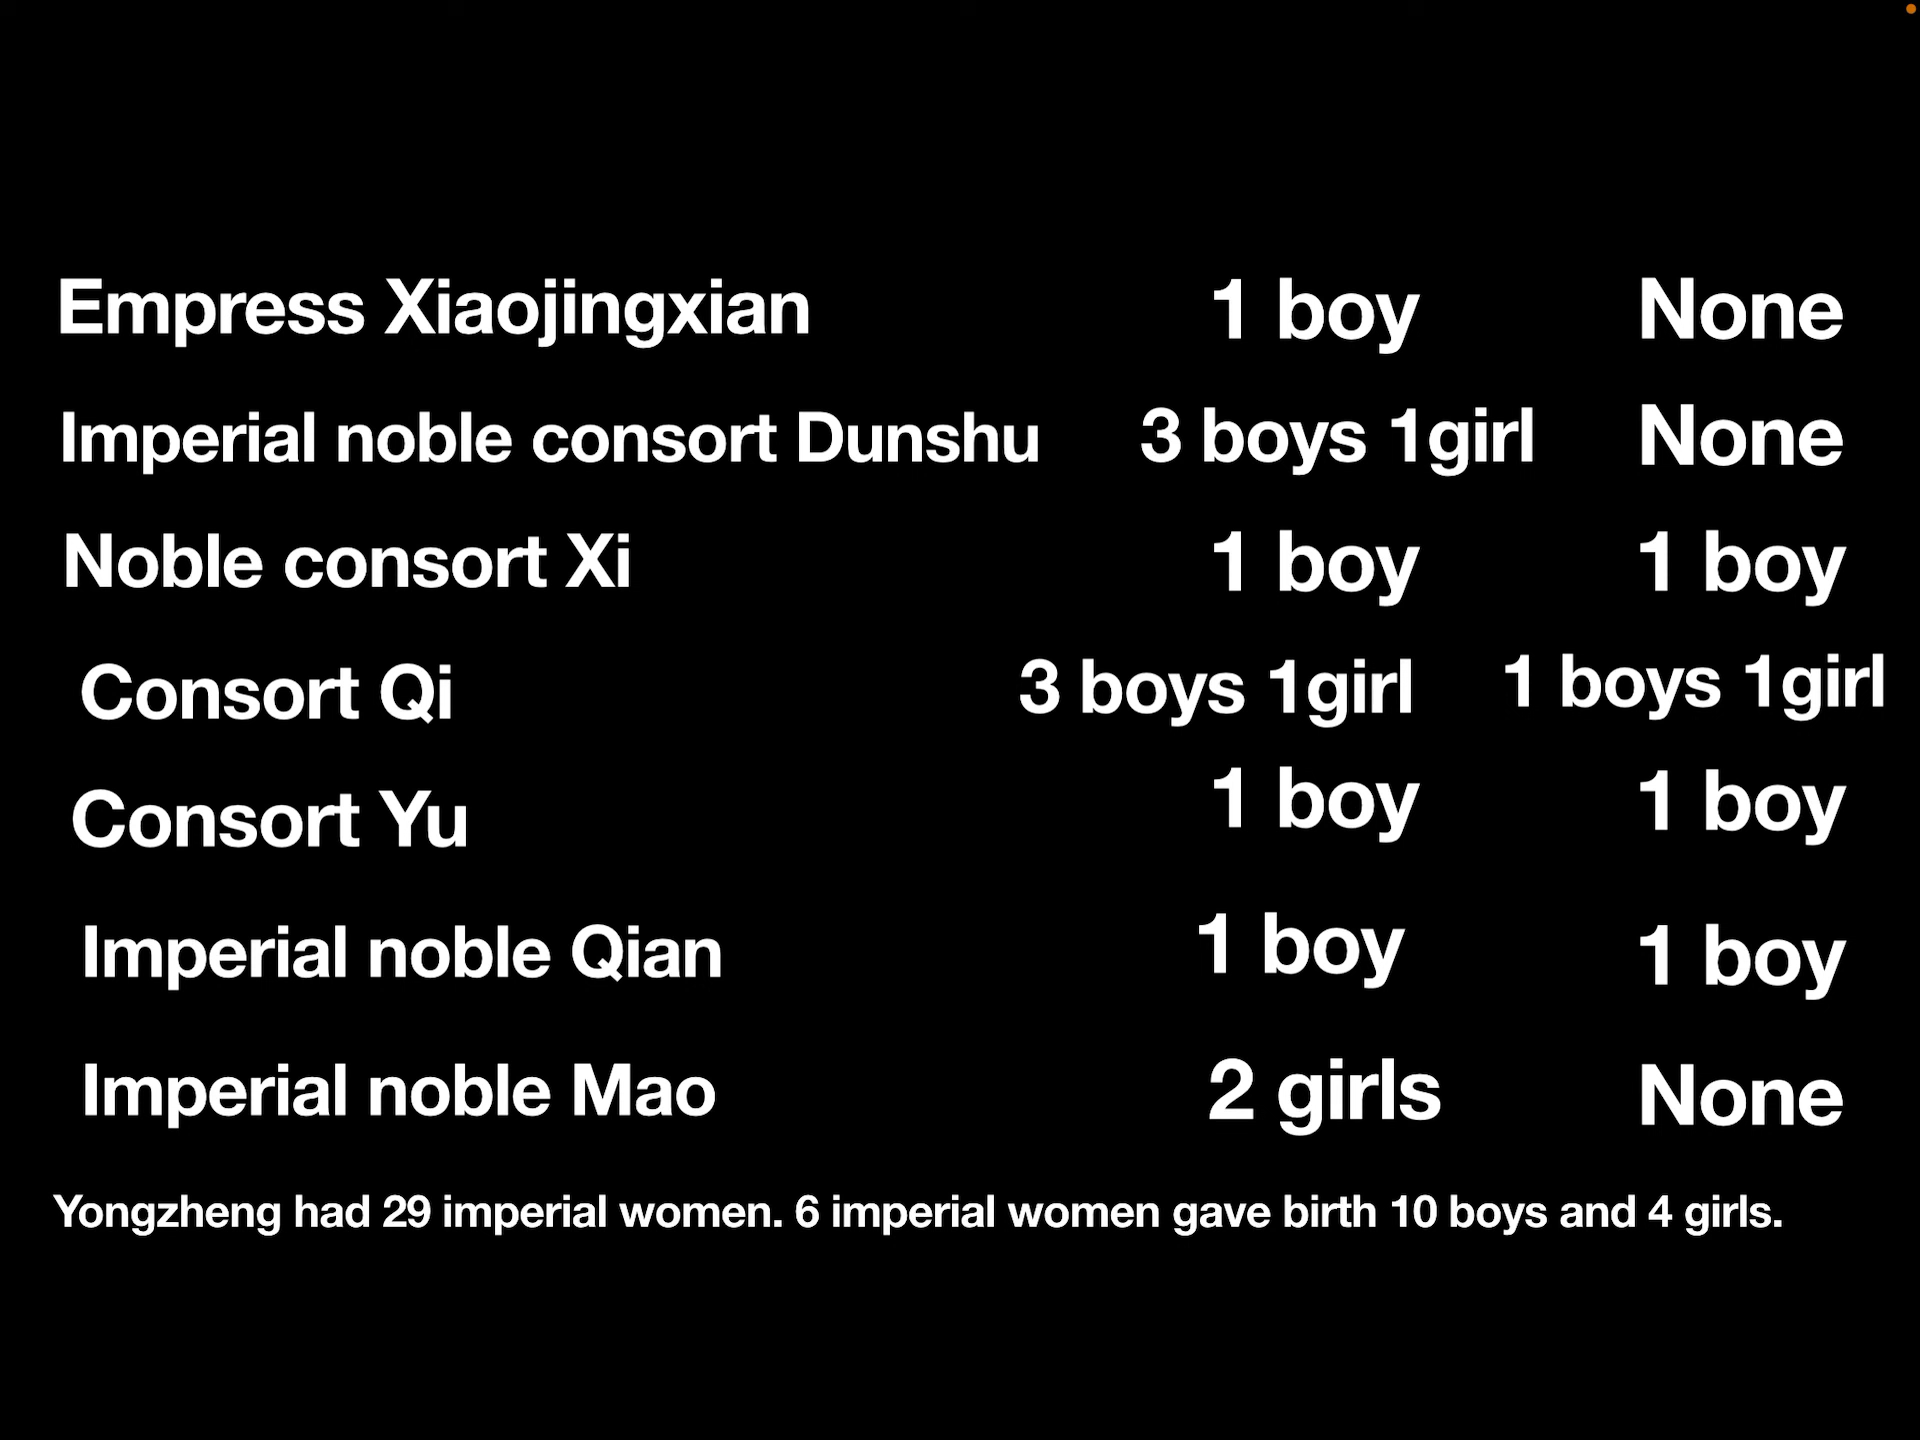 Empress Xiaojingxian 1 boy None
Imperial noble consort Dunshu 3 boys 1girl None
Noble consort Xi 1 boy 1 boy
Consort Qi 3 boys 1girl 1 boys 1girl
Consort Yu 1 boy 1 boy
Imperial noble Qian 1 boy 1 boy
Imperial noble Mao 2 girls None
Yongzheng had 29 imperial women. 6 imperial women gave birth 10 boys and 4 girls.